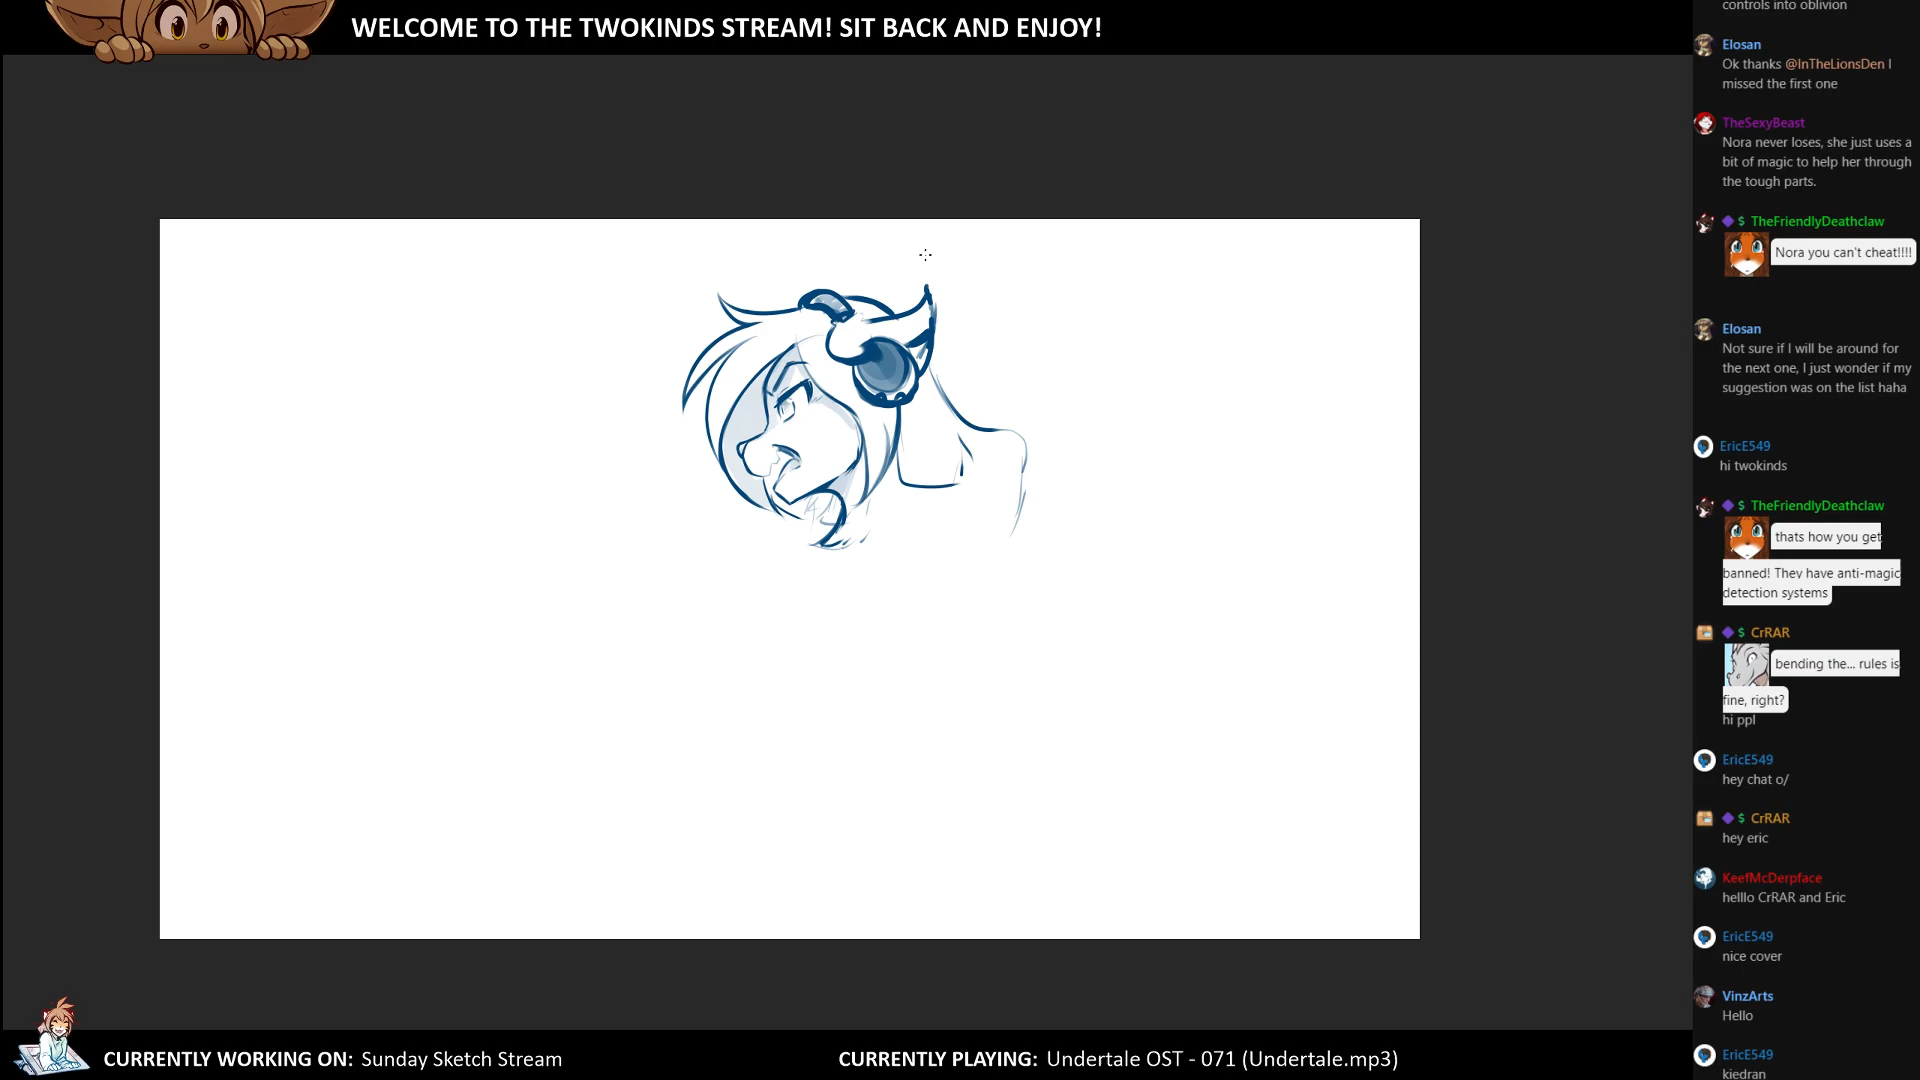 WELCOME TO THE TWOKINDS STREAM! SIT BACK AND ENJOY!
controls into oblivion
Elosan
Ok thanks @InTheLionsDen I
missed the first one
TheSexyBeast
Nora never loses, she just uses a
bit of magic to help her through
the tough parts.
$ TheFriendlyDeathclaw
Nora you can't cheat!!!!
Elosan
Not sure if I will be around for
the next one, I just wonder if my
suggestion was on the list haha
EricE549
hi twokinds
$ TheFriendlyDeathclaw
thats how you get
banned! They have anti-magic
detection systems
$ CrRAR
bending the... rules is
fine, right?
hi ppl
EricE549
hey chat o/
$ CrRAR
hey eric
KeefMcDerpface
helllo CrRAR and Eric
EricE549
nice cover
VinzArts
Hello
EricE549
kiedran
CURRENTLY WORKING ON: Sunday Sketch Stream
CURRENTLY PLAYING: Undertale OST - 071 (Undertale.mp3)